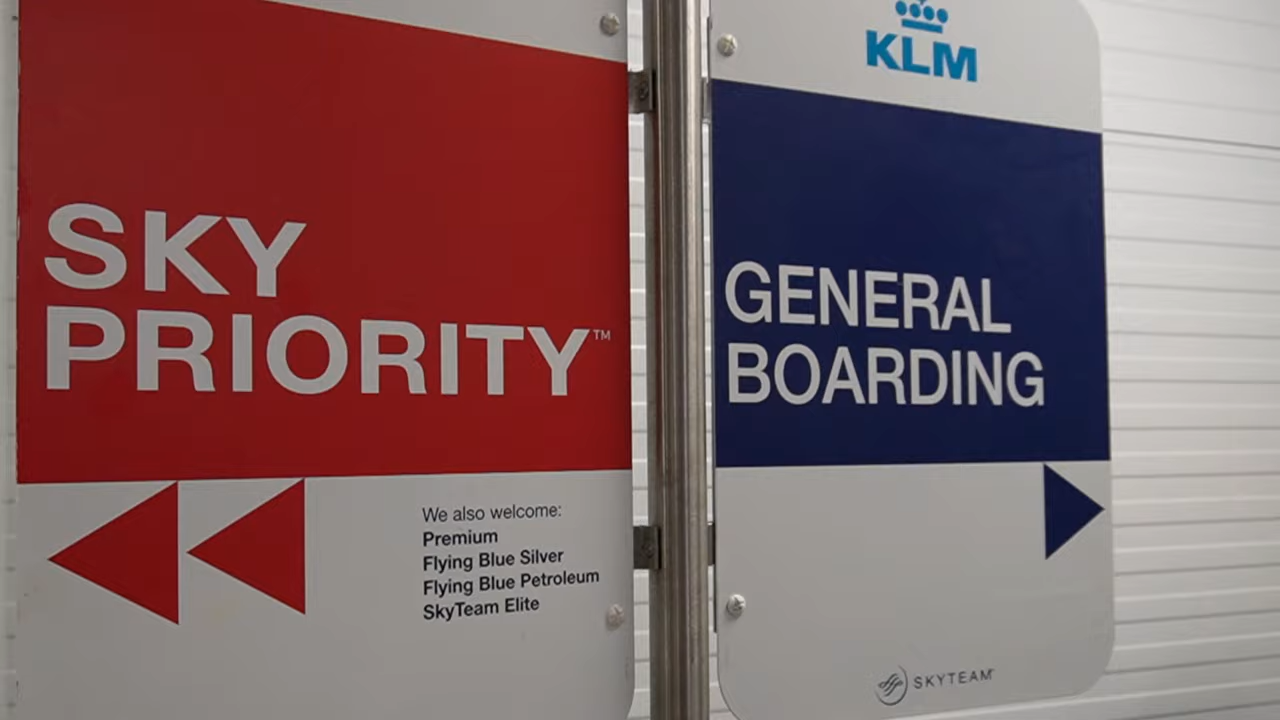 SKY
PRIORITY™
We also welcome:
Premium
Flying Blue Silver
Flying Blue Petroleum
SkyTeam Elite
KLM
GENERAL
BOARDING
SKYTEAM